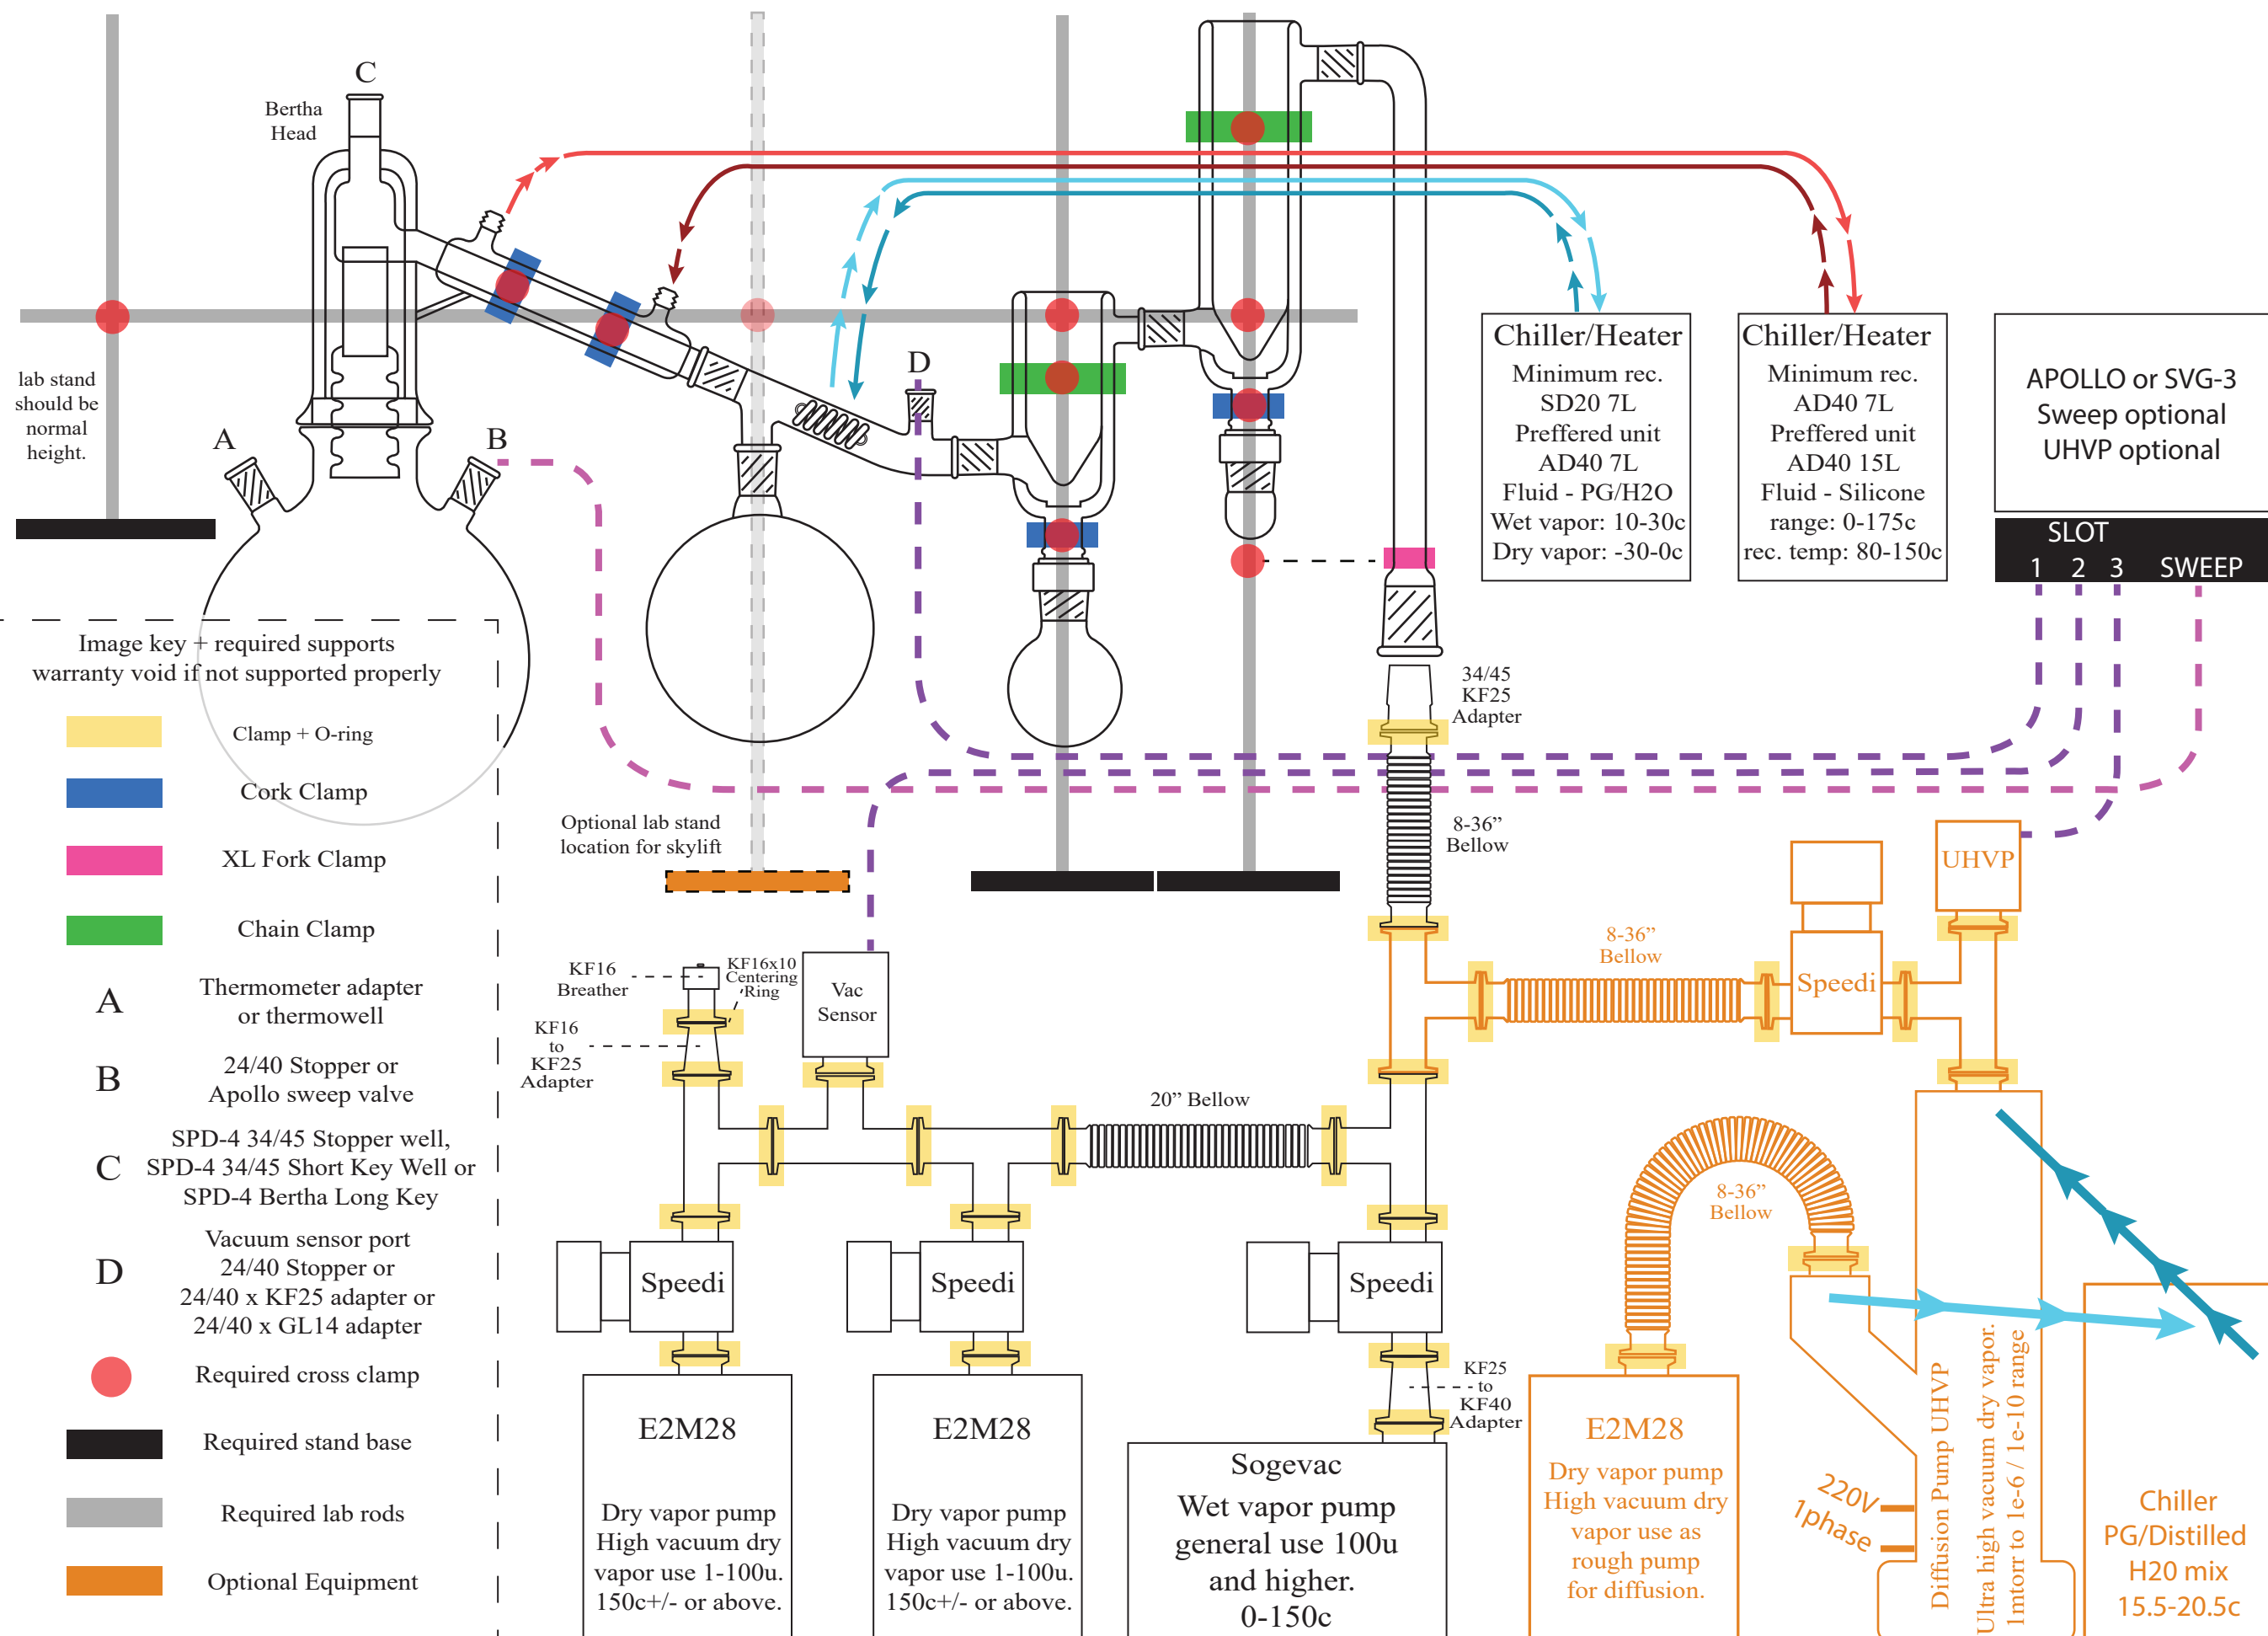 C
Bertha
Head
lab stand
should be
normal
height.
A
B
D
Chiller/Heater
Minimum rec.
SD20 7L
Preffered unit
AD40 7L
Fluid - PG/H2O
Wet vapor: 10-30c
Dry vapor: -30-0c
Chiller/Heater
Minimum rec.
AD40 7L
Preffered unit
AD40 15L
Fluid - Silicone
range: 0-175c
rec. temp: 80-150c
APOLLO or SVG-3
Sweep optional
UHVP optional
SLOT
1 2 3 SWEEP
Image key + required supports
warranty void if not supported properly
Clamp + O-ring
Cork Clamp
XL Fork Clamp
Chain Clamp
A
Thermometer adapter
or thermowell
B
24/40 Stopper or
Apollo sweep valve
C
SPD-4 34/45 Stopper well,
SPD-4 34/45 Short Key Well or
SPD-4 Bertha Long Key
D
Vacuum sensor port
24/40 Stopper or
24/40 x KF25 adapter or
24/40 x GL14 adapter
Required cross clamp
Required stand base
Required lab rods
Optional Equipment
34/45
KF25
Adapter
8-36”
Bellow
Optional lab stand
location for skylift
KF16
Breather
KF16x10
Centering
Ring
KF16
to
KF25
Adapter
Vac
Sensor
20” Bellow
8-36”
Bellow
Speedi
UHVP
8-36”
Bellow
Speedi
Speedi
Speedi
KF25
to
KF40
Adapter
E2M28
Dry vapor pump
High vacuum dry
vapor use 1-100u.
150c+/- or above.
E2M28
Dry vapor pump
High vacuum dry
vapor use 1-100u.
150c+/- or above.
Sogevac
Wet vapor pump
general use 100u
and higher.
0-150c
E2M28
Dry vapor pump
High vacuum dry
vapor use as
rough pump
for diffusion.
220V
1phase
Diffusion Pump UHVP
Ultra high vacuum dry vapor.
1mtorr to 1e-6 / 1e-10 range
Chiller
PG/Distilled
H20 mix
15.5-20.5c